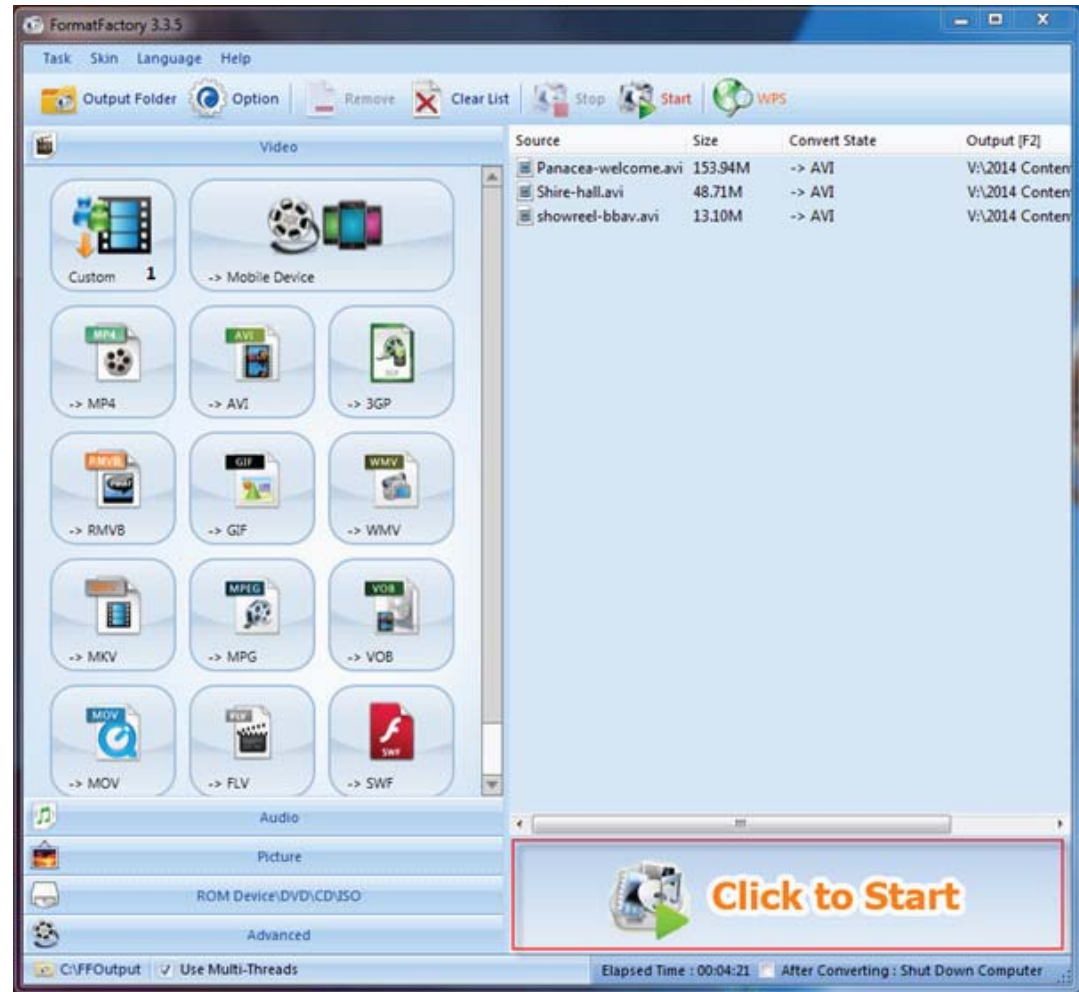 FormatFactory 3.3.5
Task Skin Language Help
Output Folder Option Remove Clear List Stop Start WPS
Video
Custom 1
-> Mobile Device
MP4
-> MP4
AVI
-> AVI
3GP
-> 3GP
RMVB
-> RMVB
GIF
-> GIF
WMV
-> WMV
-> MKV
MPEG
-> MPG
VOB
-> VOB
MOV
-> MOV
FLV
-> FLV
SWF
-> SWF
Audio
Picture
ROM Device\DVD\CD\ISO
Advanced
Source Size Convert State Output [F2]
Panacea-welcome.avi 153.94M -> AVI V:\2014 Conten
Shire-hall.avi 48.71M -> AVI V:\2014 Conten
showreel-bbav.avi 13.10M -> AVI V:\2014 Conten
Click to Start
C:\FFOutput Use Multi-Threads Elapsed Time : 00:04:21 After Converting : Shut Down Computer